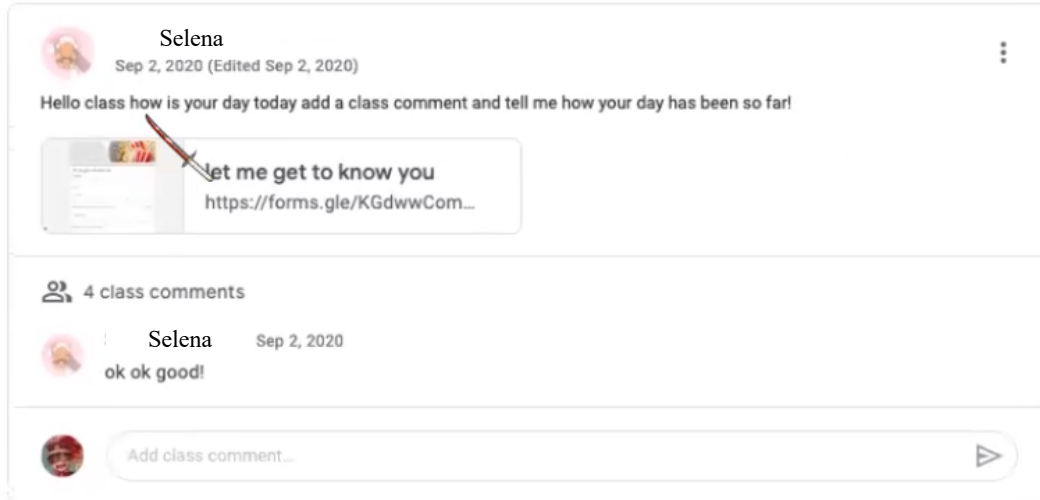 Selena
Sep 2, 2020 (Edited Sep 2, 2020)
Hello class how is your day today add a class comment and tell me how your day has been so far!
let me get to know you
https://forms.gle/KGdwwCom...
4 class comments
Selena Sep 2, 2020
ok ok good!
Add class comment...